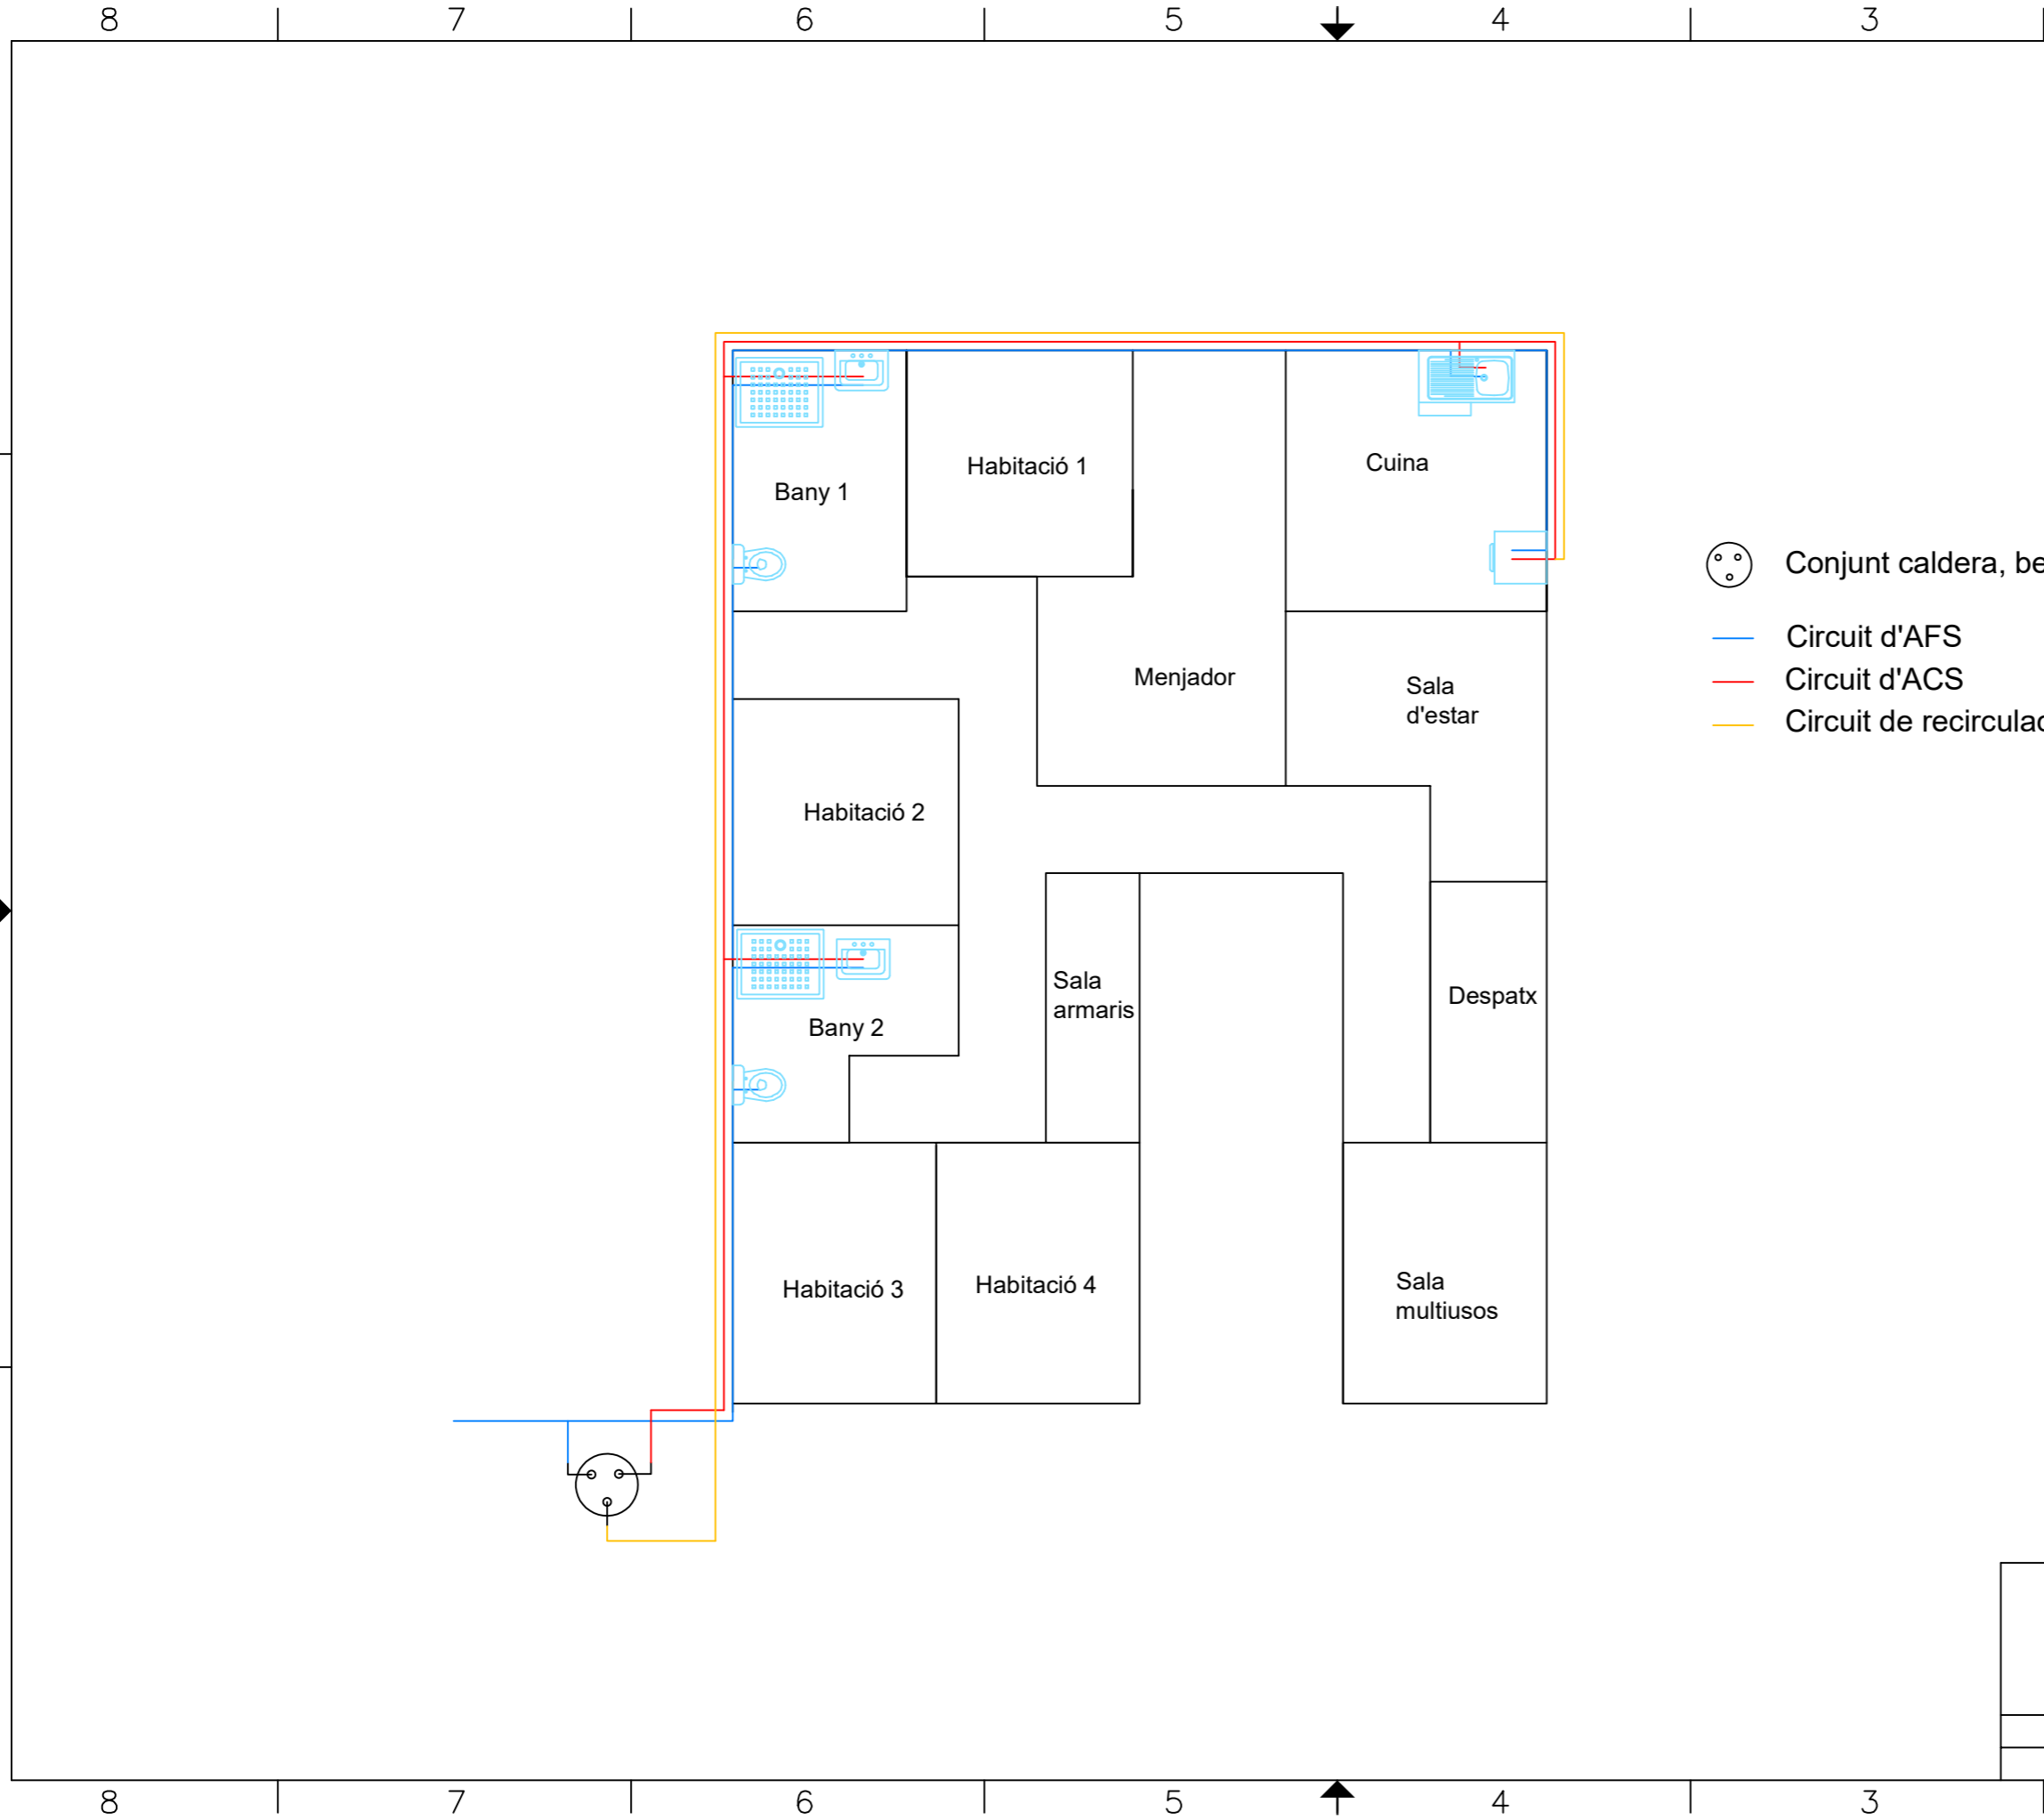 8 7 6 5 4 3
Habitació 1
Cuina
Bany 1
Conjunt caldera, be
Circuit d'AFS
Menjador
Sala
d'estar
Circuit d'ACS
Circuit de recirculac
Habitació 2
Sala
armaris
Despatx
Bany 2
Habitació 3
Habitació 4
Sala
multiusos
8 7 6 5 4 3